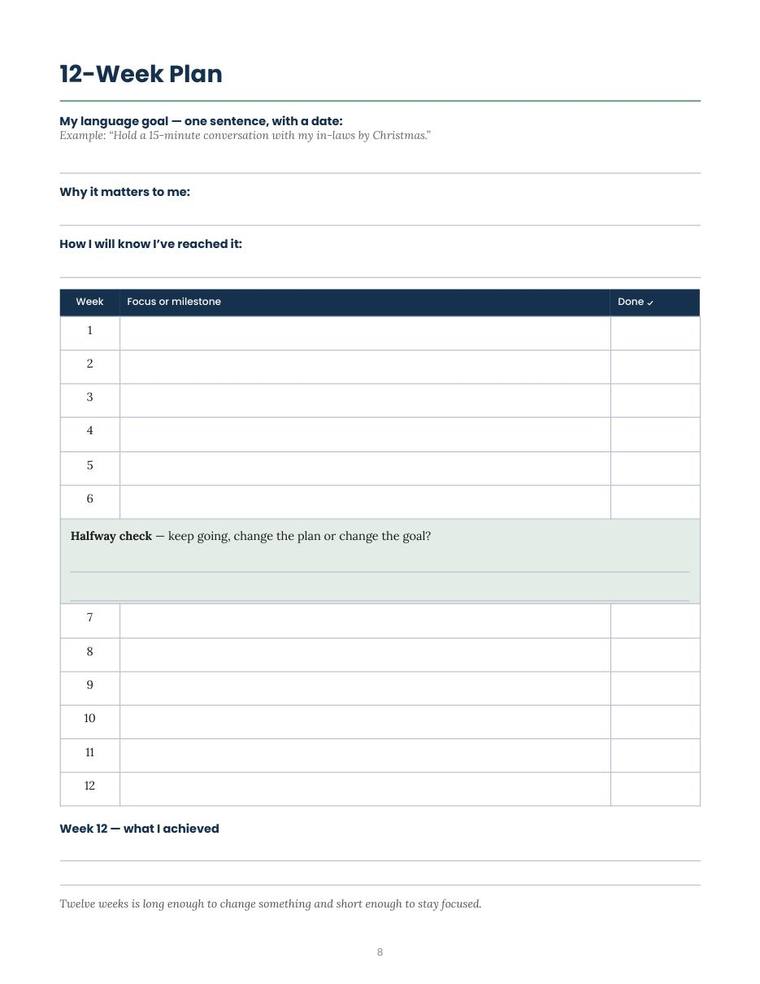 12-Week Plan
My language goal — one sentence, with a date:
Example: “Hold a 15-minute conversation with my in-laws by Christmas.”
Why it matters to me:
How I will know I’ve reached it:
Week Focus or milestone Done ✓
1
2
3
4
5
6
Halfway check — keep going, change the plan or change the goal?
7
8
9
10
11
12
Week 12 — what I achieved
Twelve weeks is long enough to change something and short enough to stay focused.
8